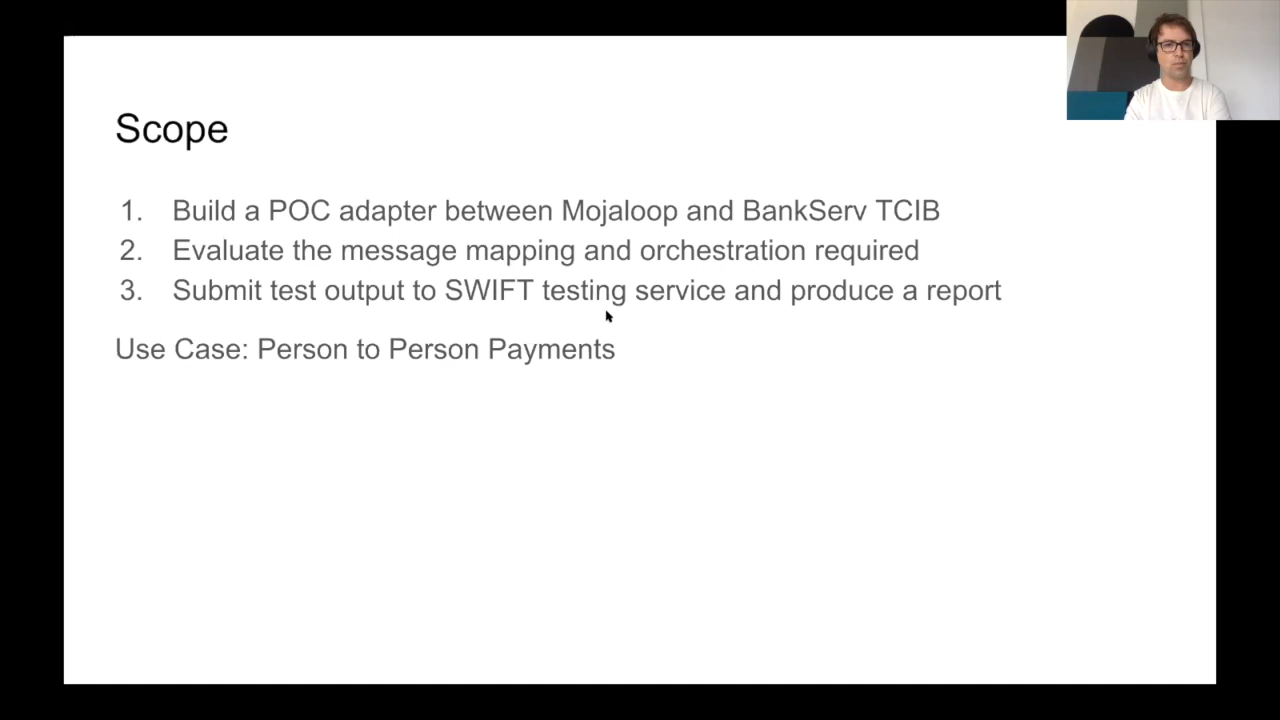 Scope
1. Build a POC adapter between Mojaloop and BankServ TCIB
2. Evaluate the message mapping and orchestration required
3. Submit test output to SWIFT testing service and produce a report
Use Case: Person to Person Payments